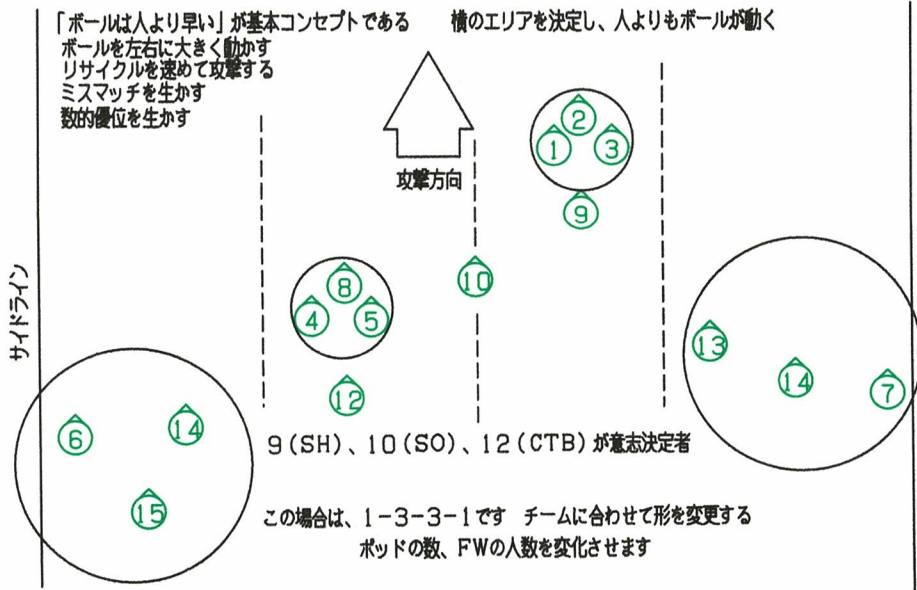 「ボールは人より早い」が基本コンセプトである
横のエリアを決定し、人よりもボールが動く
ボールを左右に大きく動かす
リサイクルを速めて攻撃する
ミスマッチを生かす
数的優位を生かす
2
1
3
攻撃方向
9
10
8
4
5
サイドライン
13
14
7
12
6
14
9(SH)、10(SO)、12(CTB)が意志決定者
15
この場合は、1-3-3-1です チームに合わせて形を変更する
ポッドの数、FWの人数を変化させます